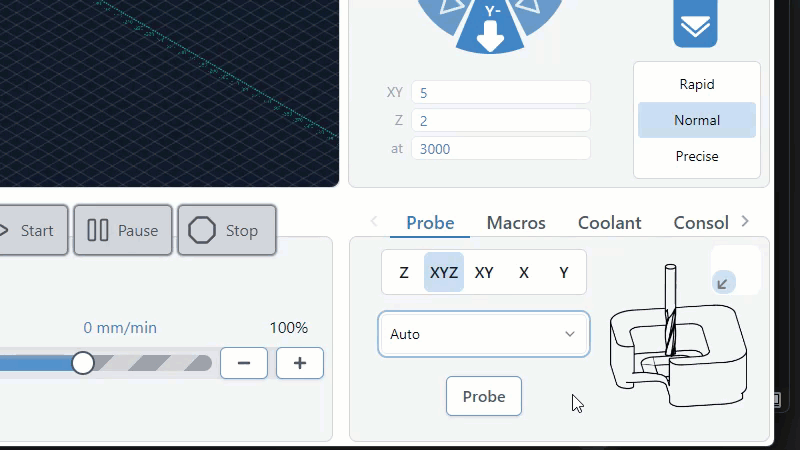 Y-
XY 5
Z 2
at 3000
Rapid
Normal
Precise
Start
Pause
Stop
Probe
Macros
Coolant
Consol
Z
XYZ
XY
X
Y
0 mm/min
100%
Auto
Probe